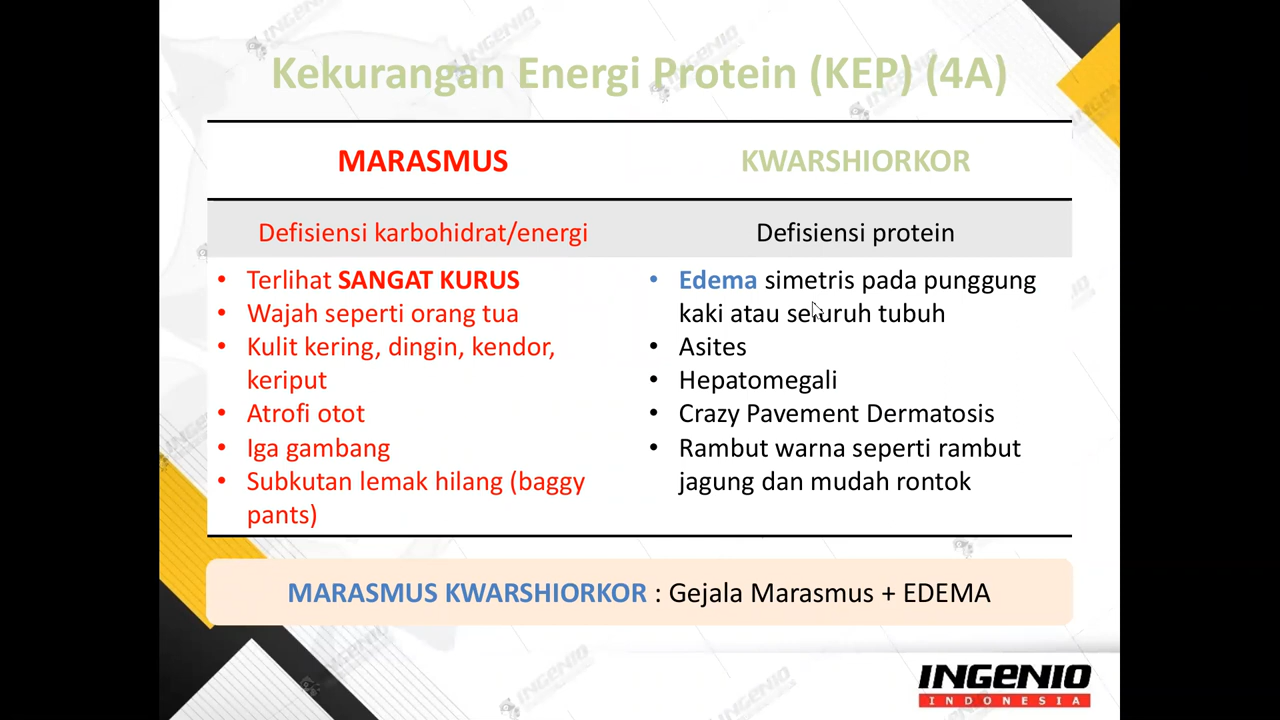 Kekurangan Energi Protein (KEP) (4A)
MARASMUS
KWARSHIORKOR
Defisiensi karbohidrat/energi
Defisiensi protein
• Terlihat SANGAT KURUS
• Wajah seperti orang tua
• Kulit kering, dingin, kendor,
keriput
• Atrofi otot
• Iga gambang
• Subkutan lemak hilang (baggy
pants)
• Edema simetris pada punggung
kaki atau seluruh tubuh
• Asites
• Hepatomegali
• Crazy Pavement Dermatosis
• Rambut warna seperti rambut
jagung dan mudah rontok
MARASMUS KWARSHIORKOR : Gejala Marasmus + EDEMA
INGENIO
INDONESIA